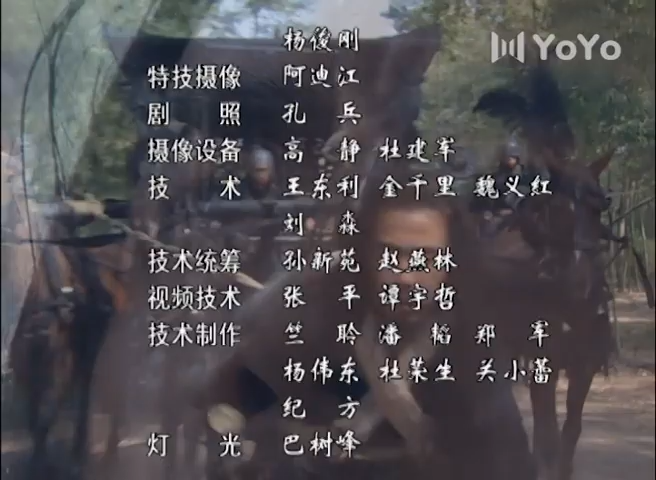 YOYO
杨俊刚
特技摄像 阿迪江
剧照 孔兵
摄像设备 高静 杜建军
技术 王东利 金千里 魏义红
刘淼
技术统筹 孙新苑 赵燕林
视频技术 张平 谭宇哲
技术制作 竺聆 潘韬 郑军
杨伟东 杜荣生 关小蕾
纪方
灯光 巴树峰